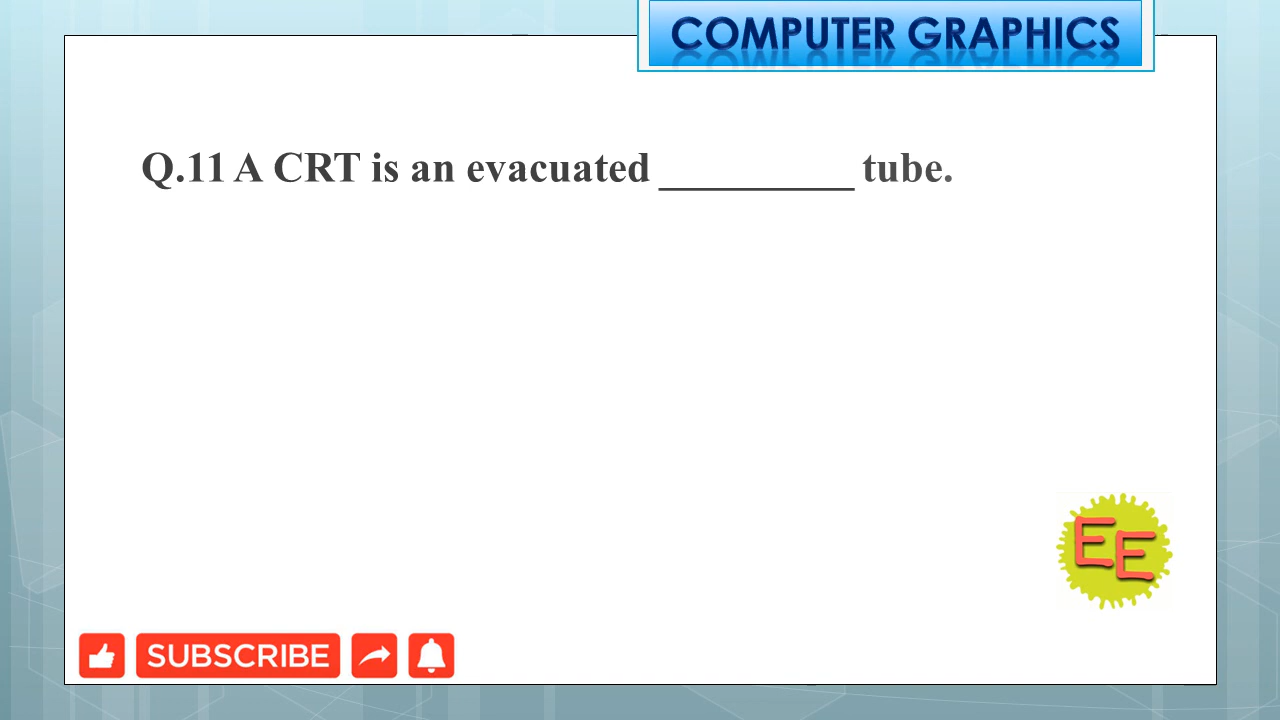 COMPUTER GRAPHICS
Q.11 A CRT is an evacuated _________ tube.
EE
SUBSCRIBE